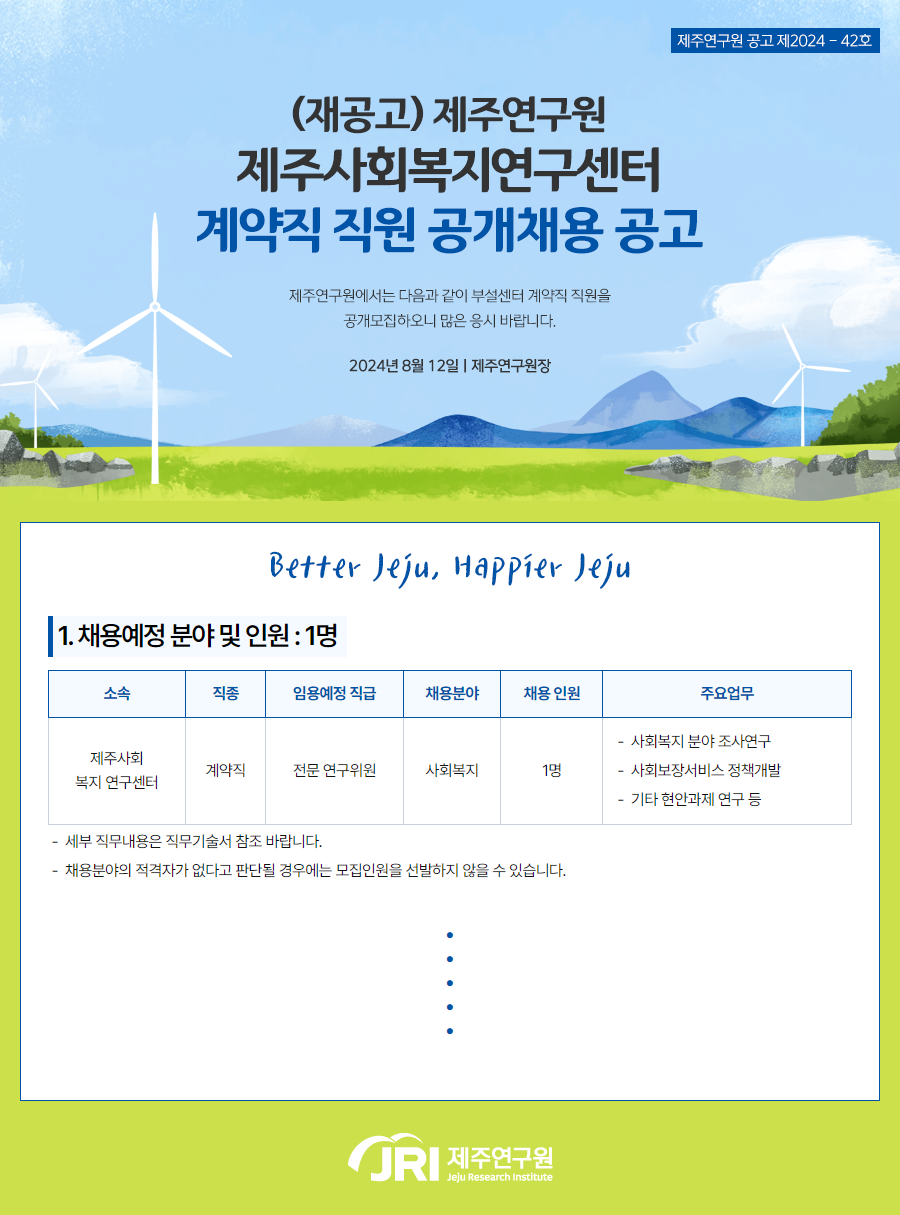 제주연구원 공고 제2024 - 42호
(재공고) 제주연구원
제주사회복지연구센터
계약직 직원 공개채용 공고
제주연구원에서는 다음과 같이 부설센터 계약직 직원을
공개모집하오니 많은 응시 바랍니다.
2024년 8월 12일 | 제주연구원장
Better Jeju, Happier Jeju
1. 채용예정 분야 및 인원 : 1명
소속 직종 임용예정 직급 채용분야 채용 인원 주요업무
제주사회
복지 연구센터
계약직
전문 연구위원
사회복지
1명
- 사회복지 분야 조사연구
- 사회보장서비스 정책개발
- 기타 현안과제 연구 등
- 세부 직무내용은 직무기술서 참조 바랍니다.
- 채용분야의 적격자가 없다고 판단될 경우에는 모집인원을 선발하지 않을 수 있습니다.
JRI 제주연구원
Jeju Research Institute